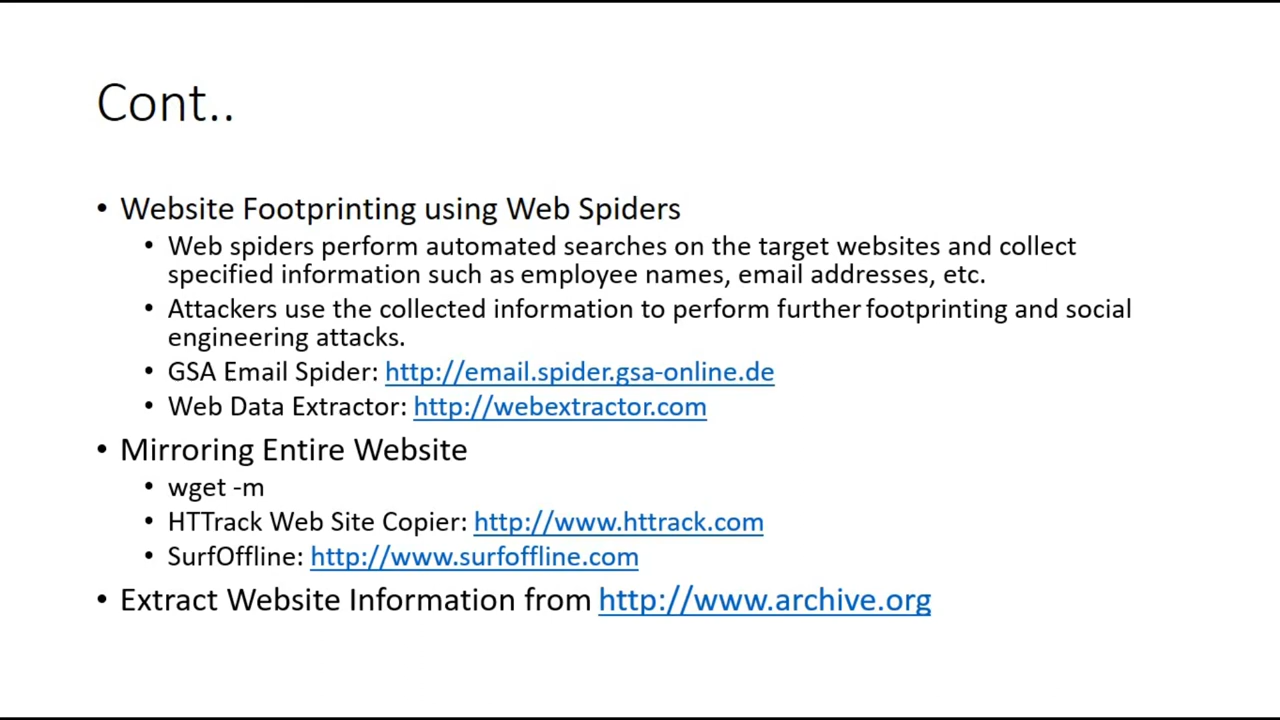 Cont..
• Website Footprinting using Web Spiders
• Web spiders perform automated searches on the target websites and collect
specified information such as employee names, email addresses, etc.
• Attackers use the collected information to perform further footprinting and social
engineering attacks.
• GSA Email Spider: http://email.spider.gsa-online.de
• Web Data Extractor: http://webextractor.com
• Mirroring Entire Website
• wget -m
• HTTrack Web Site Copier: http://www.httrack.com
• SurfOffline: http://www.surfoffline.com
• Extract Website Information from http://www.archive.org